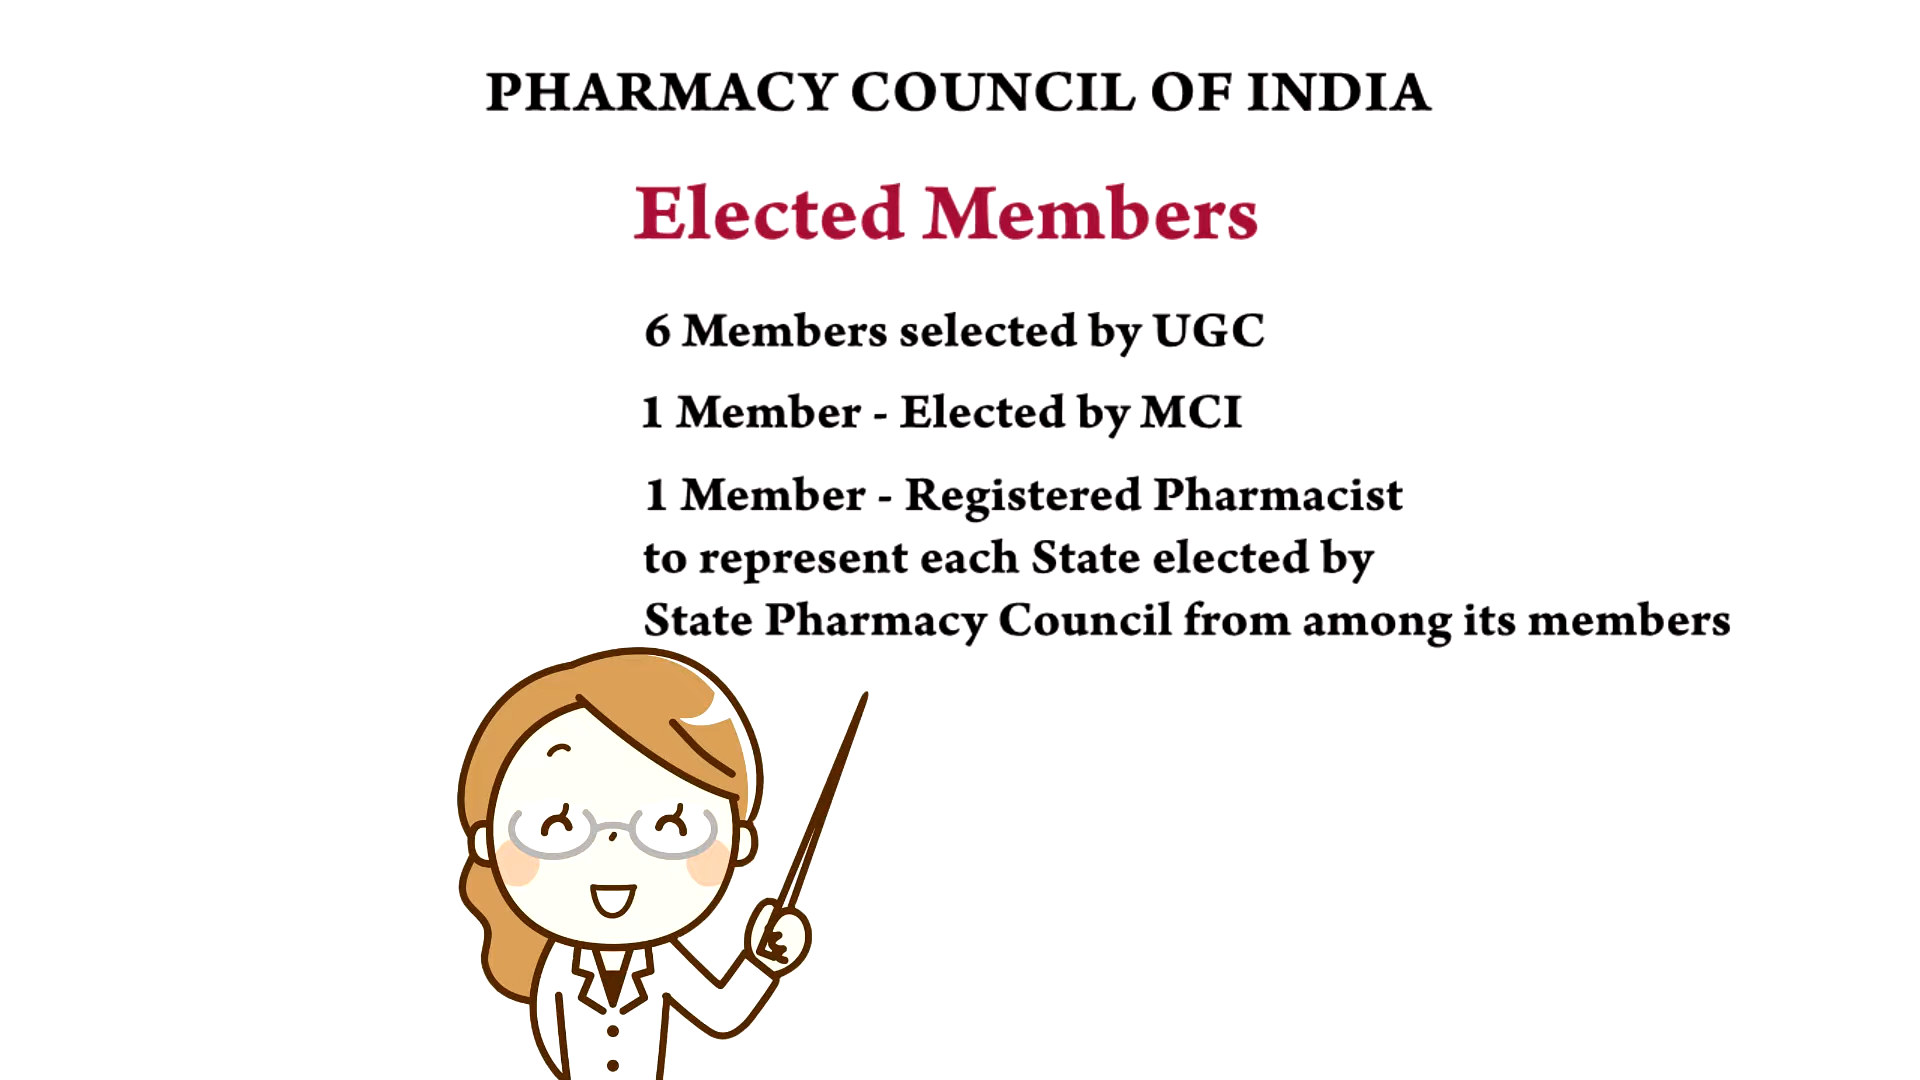 PHARMACY COUNCIL OF INDIA
Elected Members
6 Members selected by UGC
1 Member - Elected by MCI
1 Member - Registered Pharmacist
to represent each State elected by
State Pharmacy Council from among its members